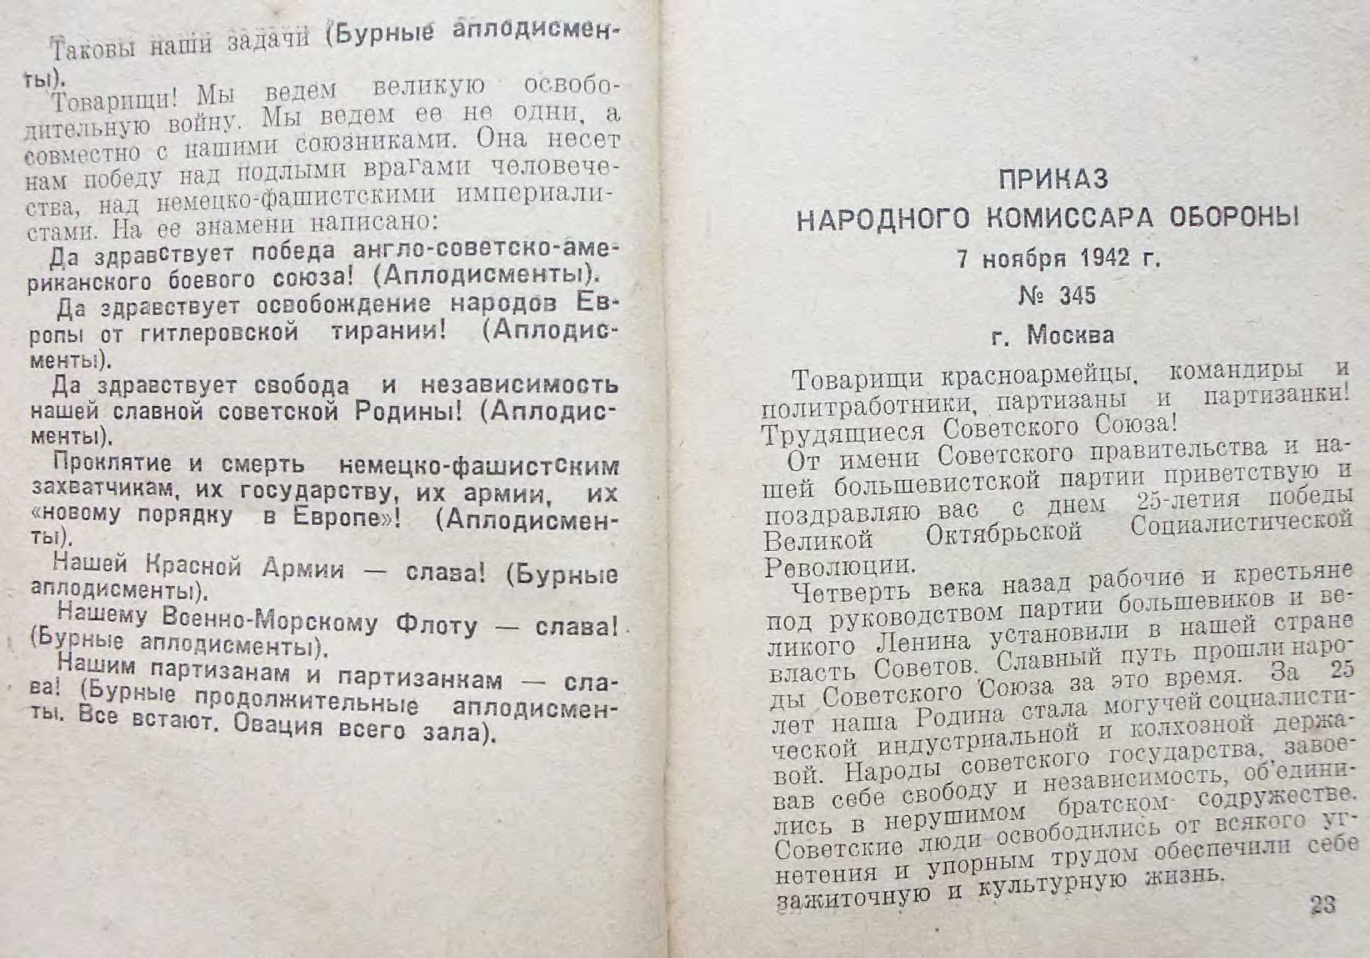 Таковы наши задачи (Бурные аплодисмен-
ты).
Товарищи! Мы ведем великую освобо-
дительную войну. Мы ведем ее не одни, а
совместно с нашими союзниками. Она несет
нам победу над подлыми врагами человече-
ства, над немецко-фашистскими империали-
стами. На ее знамени написано:
Да здравствует победа англо-советско-аме-
риканского боевого союза! (Аплодисменты).
Да здравствует освобождение народов Ев-
ропы от гитлеровской тирании! (Аплодис-
менты).
Да здравствует свобода и независимость
нашей славной советской Родины! (Аплодис-
менты).
Проклятие и смерть немецко-фашистским
захватчикам, их государству, их армии, их
«новому порядку в Европе»! (Аплодисмен-
ты).
Нашей Красной Армии — слава! (Бурные
аплодисменты).
Нашему Военно-Морскому Флоту — слава!
(Бурные аплодисменты).
Нашим партизанам и партизанкам — сла-
ва! (Бурные продолжительные аплодисмен-
ты. Все встают. Овация всего зала).
ПРИКАЗ
НАРОДНОГО КОМИССАРА ОБОРОНЫ
7 ноября 1942 г.
№ 345
г. Москва
Товарищи красноармейцы, командиры и
политработники, партизаны и партизанки!
Трудящиеся Советского Союза!
От имени Советского правительства и на-
шей большевистской партии приветствую и
поздравляю вас с днем 25-летия победы
Великой Октябрьской Социалистической
Революции.
Четверть века назад рабочие и крестьяне
под руководством партии большевиков и ве-
ликого Ленина установили в нашей стране
власть Советов. Славный путь прошли наро-
ды Советского Союза за это время. За 25
лет наша Родина стала могучей социалисти-
ческой индустриальной и колхозной держа-
вой. Народы советского государства, завое-
вав себе свободу и независимость, об'едини-
лись в нерушимом братском содружестве.
Советские люди освободились от всякого уг-
нетения и упорным трудом обеспечили себе
зажиточную и культурную жизнь.
23